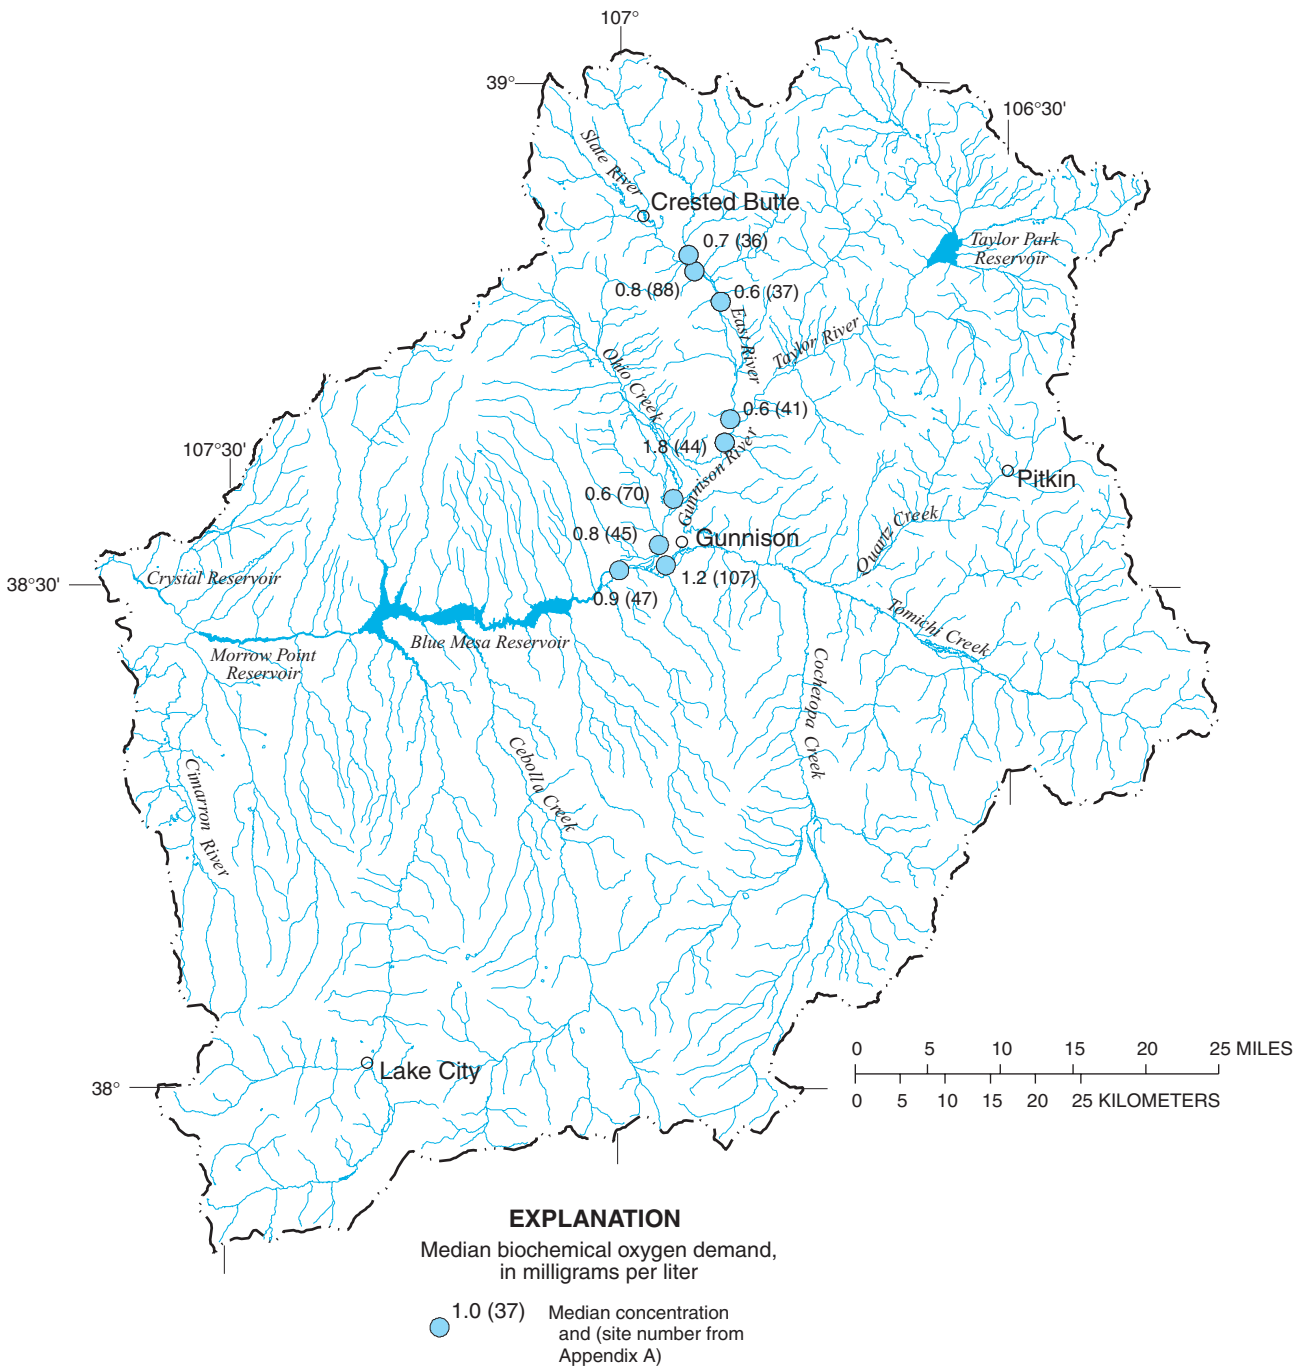 107°
39°
106°30'
Slate River
Crested Butte
0.7 (36)
Taylor Park
Reservoir
0.8 (88)
0.6 (37)
East River
Taylor River
Ohio Creek
0.6 (41)
107°30'
1.8 (44)
Gunnison River
Pitkin
0.6 (70)
Quartz Creek
0.8 (45)
Gunnison
1.2 (107)
38°30'
Crystal Reservoir
0.9 (47)
Tomichi Creek
Blue Mesa Reservoir
Morrow Point
Reservoir
Cochetopa Creek
Cebolla Creek
Cimarron River
0 5 10 15 20 25 MILES
0 5 10 15 20 25 KILOMETERS
Lake City
38°
EXPLANATION
Median biochemical oxygen demand,
in milligrams per liter
1.0 (37)
Median concentration
and (site number from
Appendix A)